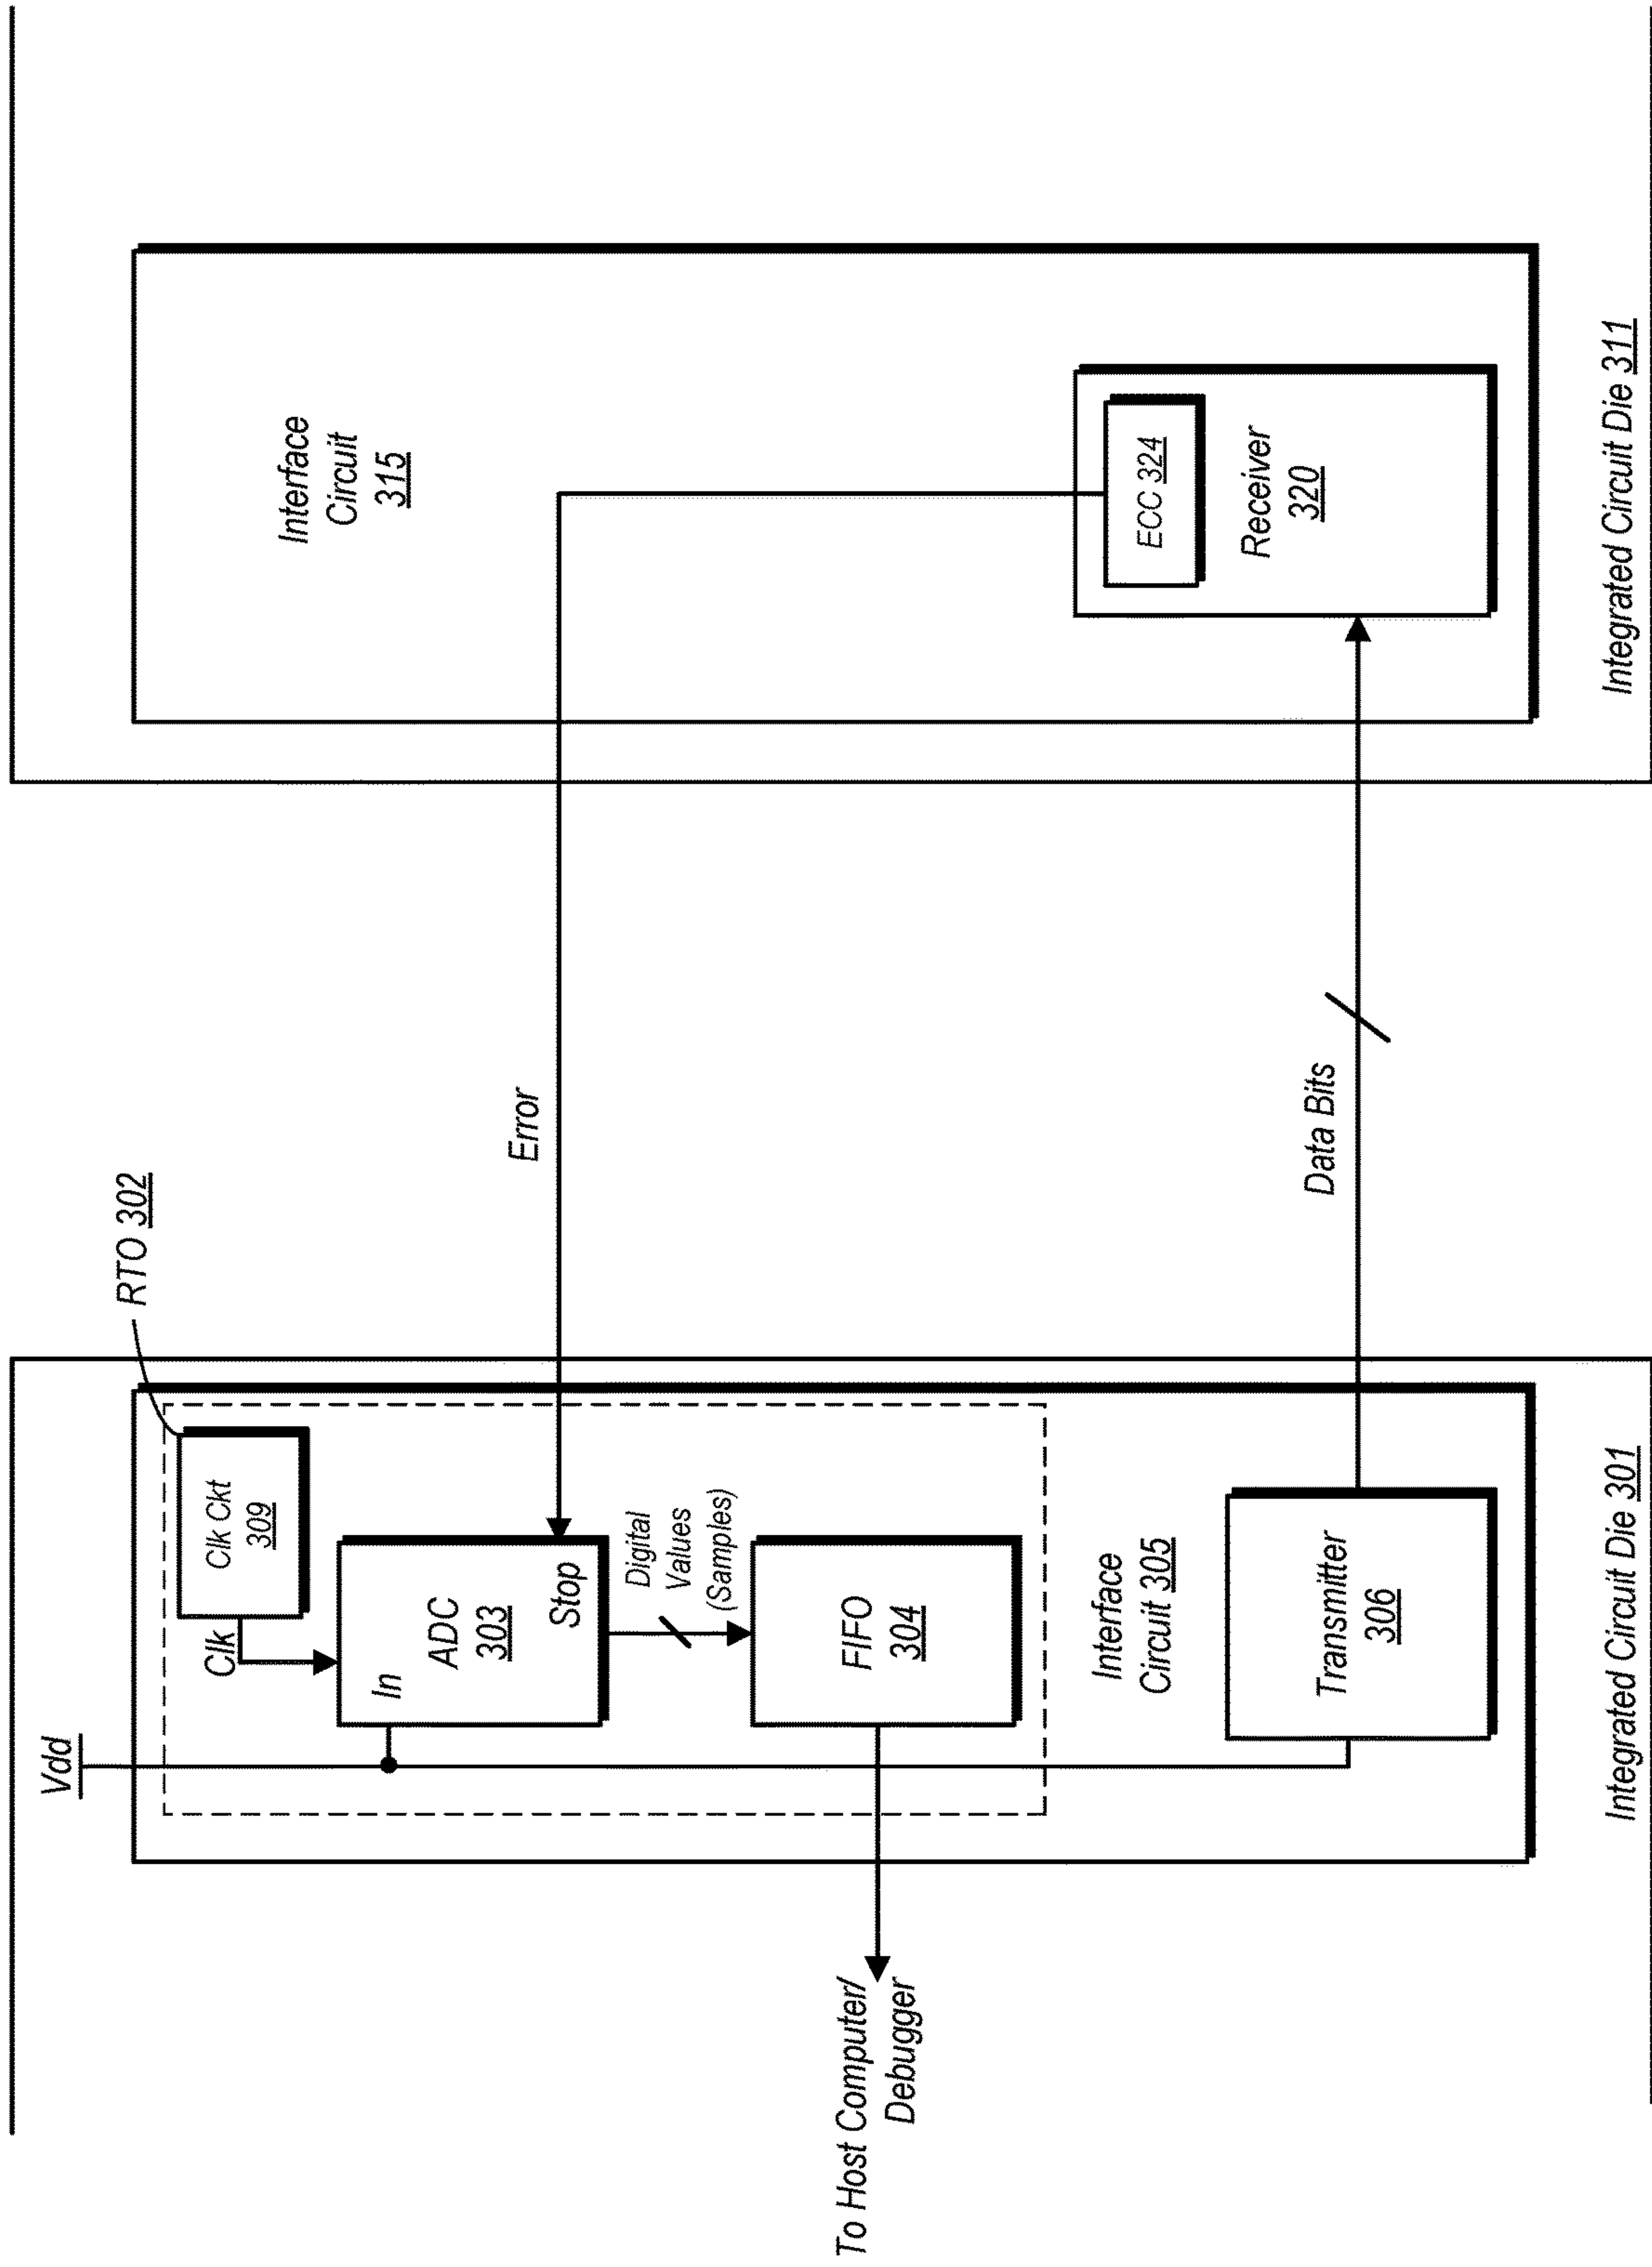 Vdd
RTO 302
Clk Ckt
309
Clk
In
ADC
303
Stop
Digital
Values
(Samples)
FIFO
304
To Host Computer/
Debugger
Interface
Circuit 305
Transmitter
306
Integrated Circuit Die 301
Error
Data Bits
Interface
Circuit
315
ECC 324
Receiver
320
Integrated Circuit Die 311